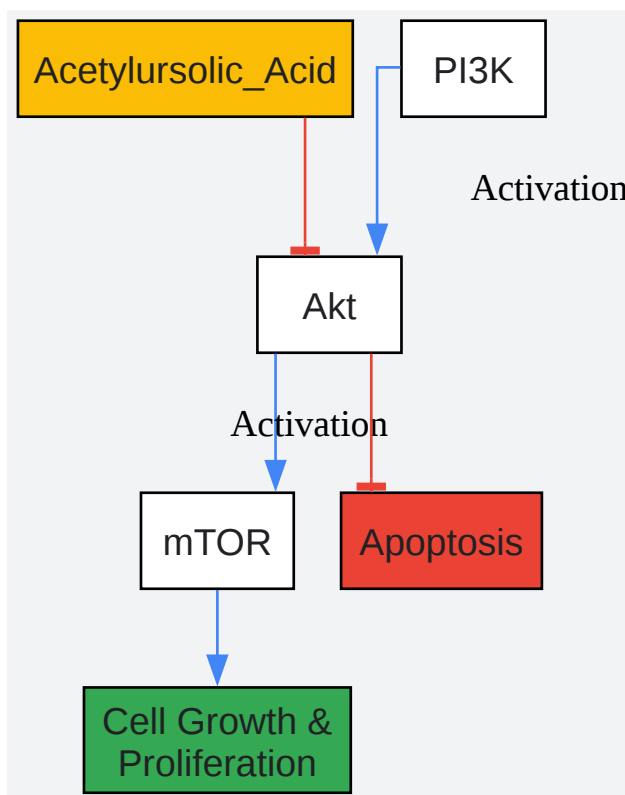 Acetylursolic_Acid
PI3K
Activation
Akt
Activation
mTOR
Apoptosis
Cell Growth &
Proliferation